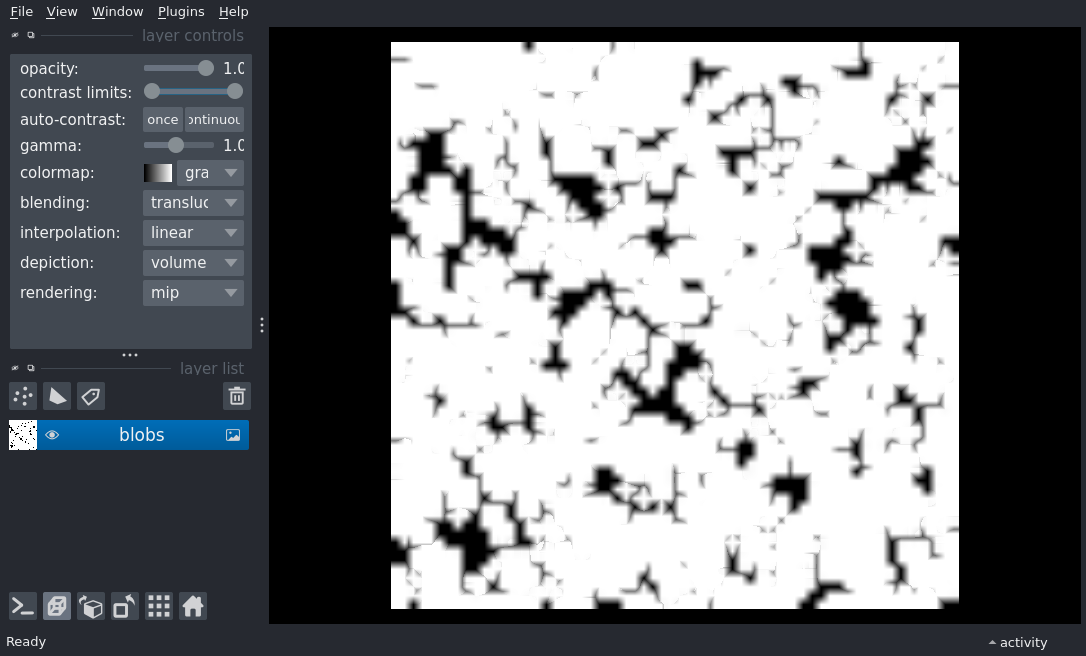 File View Window Plugins Help
layer controls
opacity: 1.0
contrast limits:
auto-contrast: once ontinuou
gamma: 1.0
colormap: gra
blending: transluc
interpolation: linear
depiction: volume
rendering: mip
layer list
blobs
Ready
activity